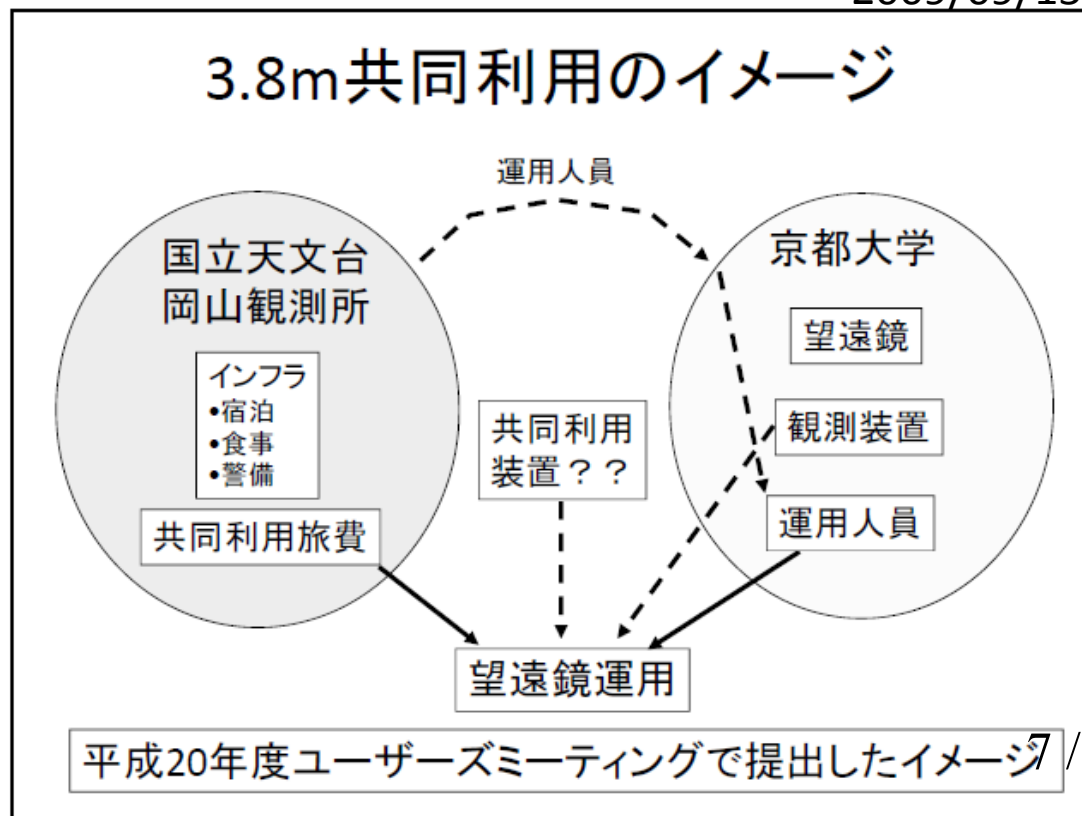 3.8m共同利用のイメージ
運用人員
国立天文台
岡山観測所
インフラ
•宿泊
•食事
•警備
共同利用旅費
共同利用
装置？？
京都大学
望遠鏡
観測装置
運用人員
望遠鏡運用
平成20年度ユーザーズミーティングで提出したイメージ
7 /